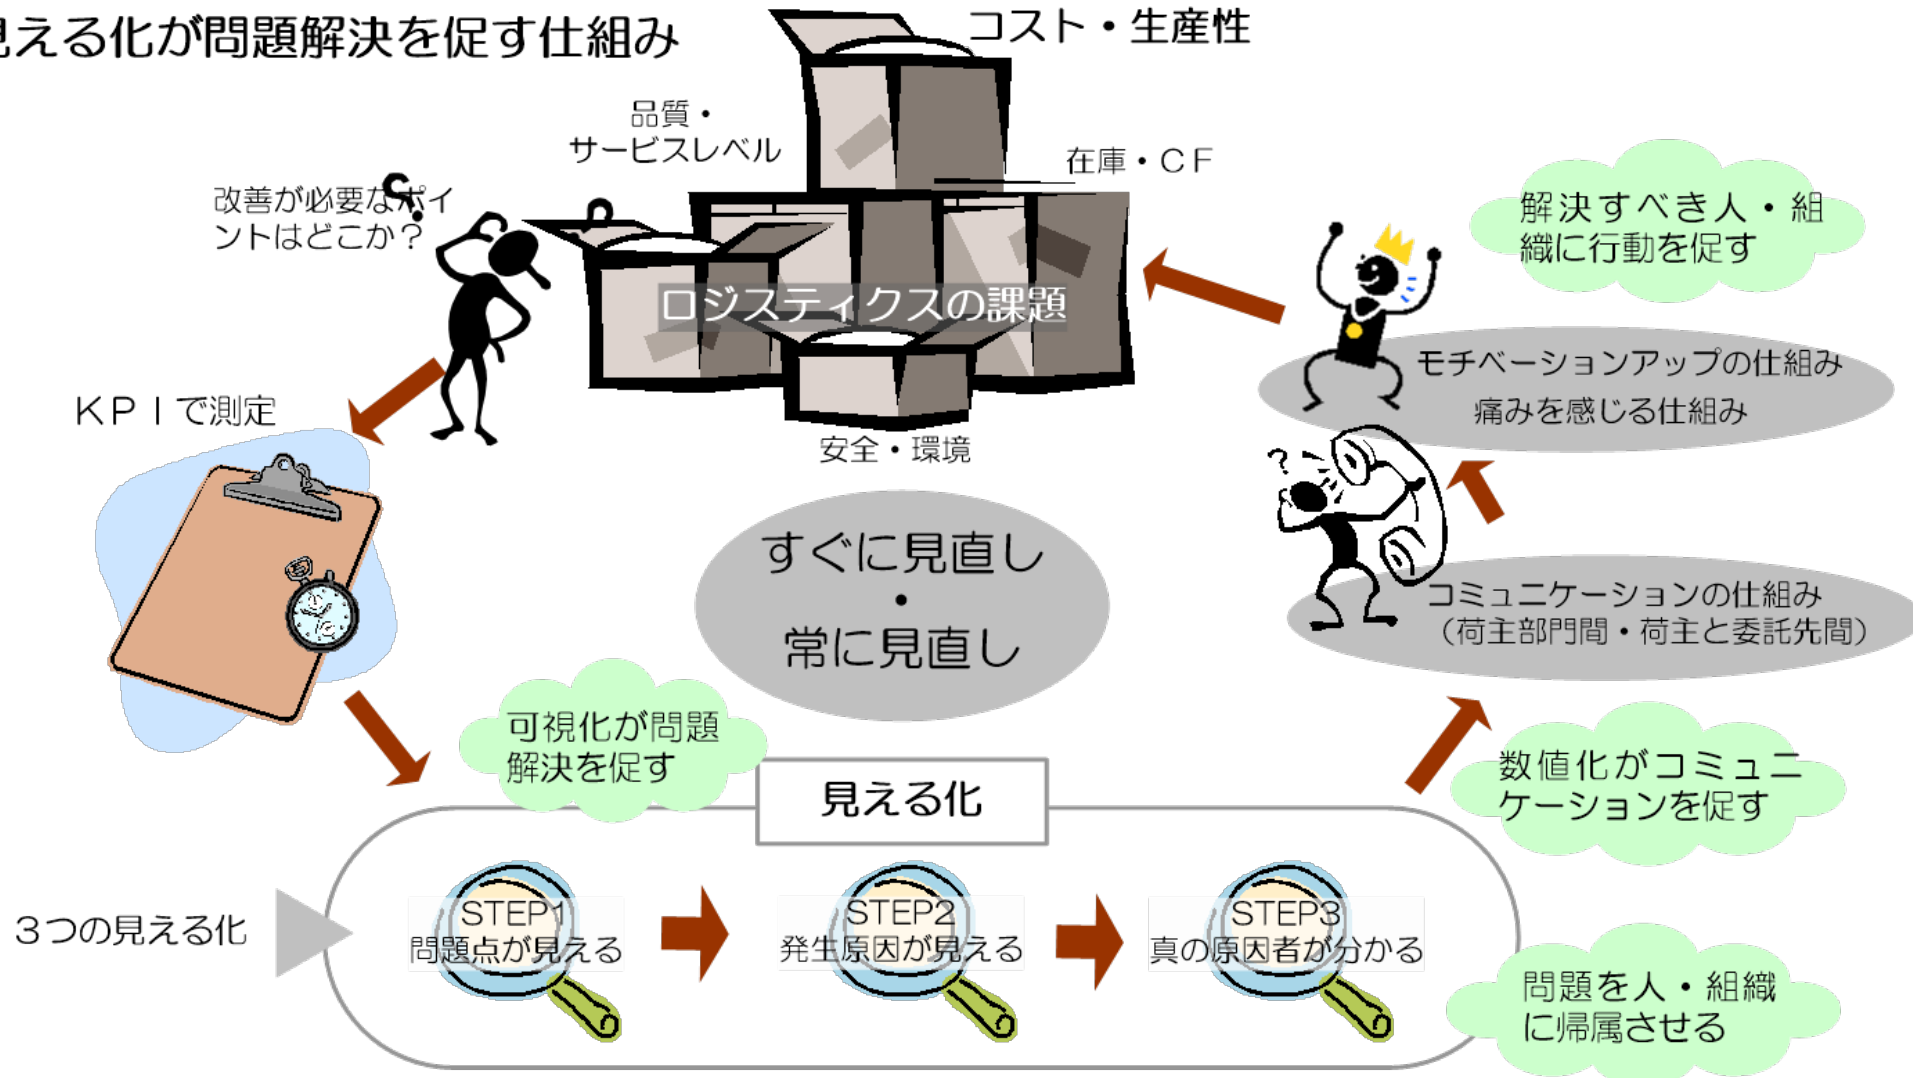 見える化が問題解決を促す仕組み
コスト・生産性
品質・
サービスレベル
在庫・ＣＦ
改善が必要なポイ
ントはどこか？
ロジスティクスの課題
解決すべき人・組
織に行動を促す
モチベーションアップの仕組み
痛みを感じる仕組み
ＫＰＩで測定
安全・環境
?
すぐに見直し
・
常に見直し
コミュニケーションの仕組み
（荷主部門間・荷主と委託先間）
可視化が問題
解決を促す
数値化がコミュニ
ケーションを促す
見える化
３つの見える化
STEP1
問題点が見える
STEP2
発生原因が見える
STEP3
真の原因者が分かる
問題を人・組織
に帰属させる